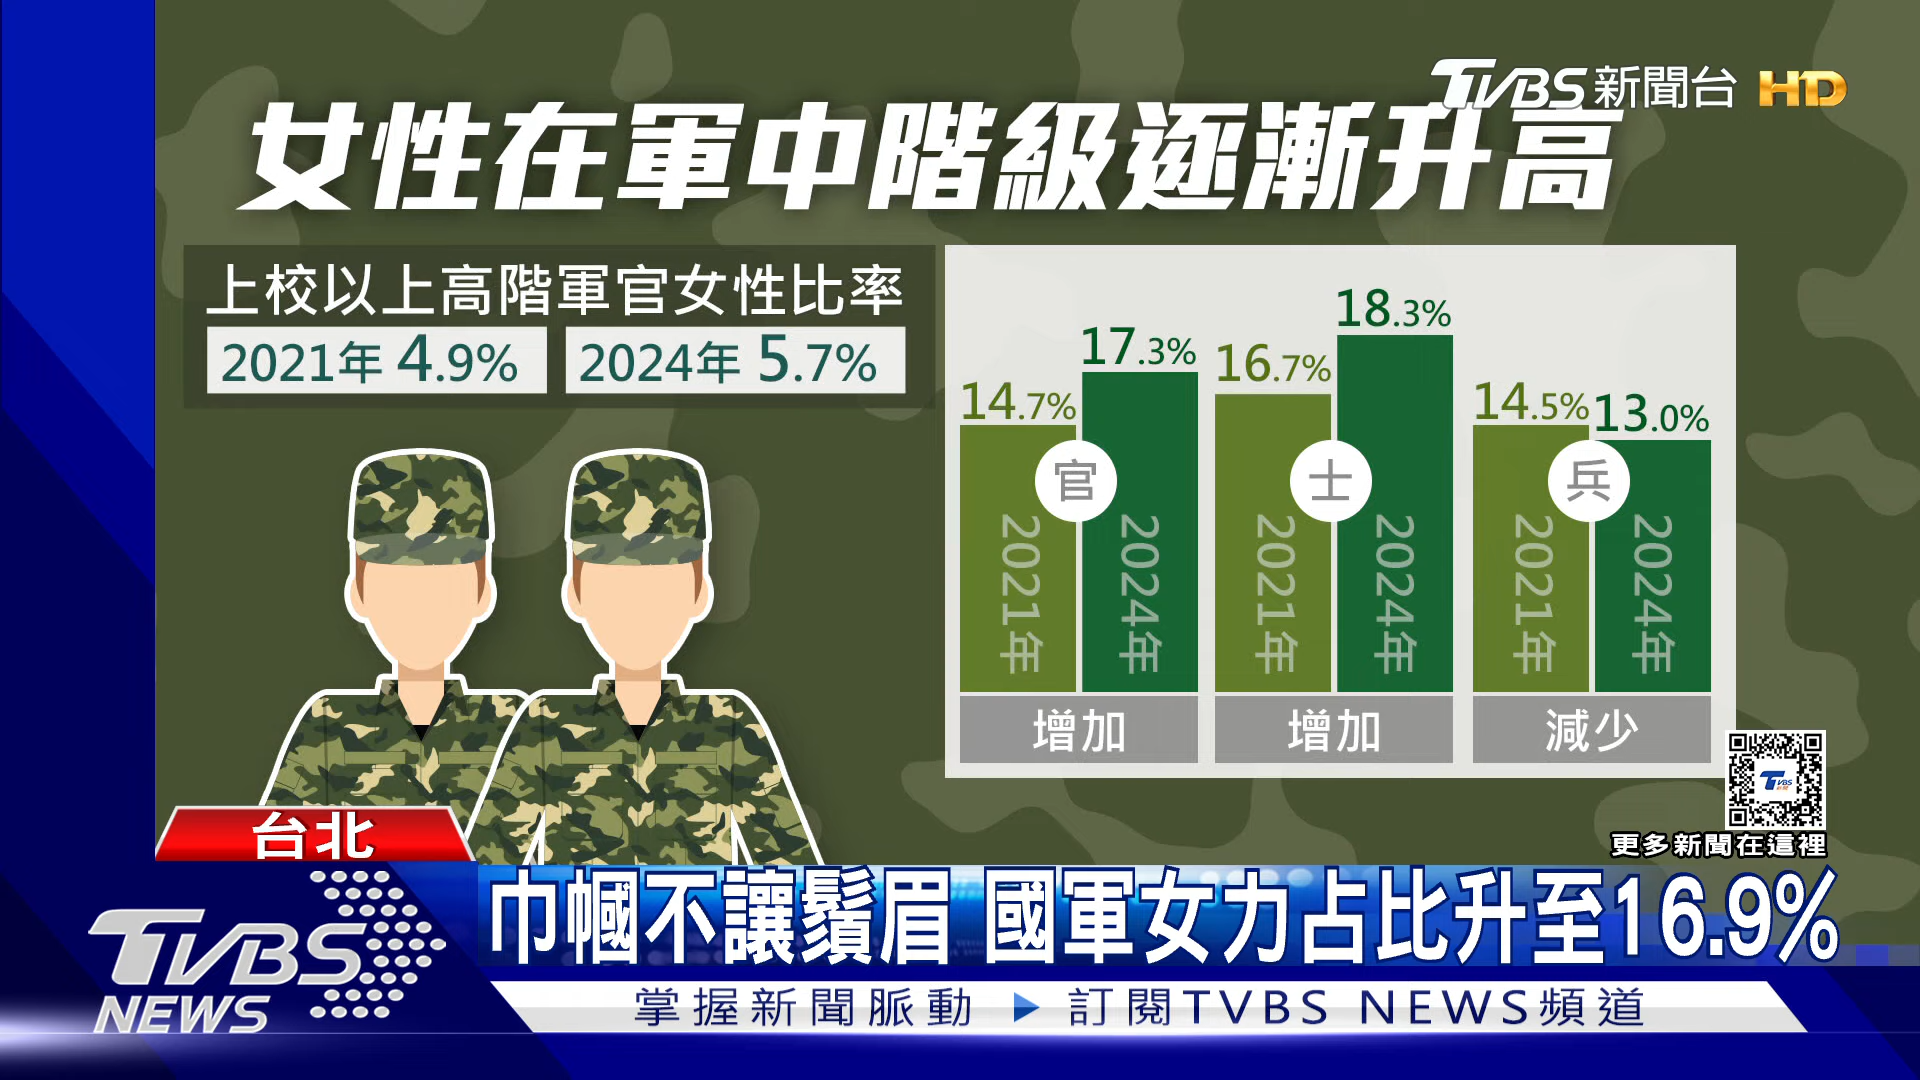 TVBS新聞台 HD
女性在軍中階級逐漸升高
上校以上高階軍官女性比率
2021年 4.9%
2024年 5.7%
14.7%
17.3%
16.7%
18.3%
14.5%
13.0%
官
士
兵
2021年
2024年
2021年
2024年
2021年
2024年
增加
增加
減少
TVBS
新聞
更多新聞在這裡
台北
巾幗不讓鬚眉 國軍女力占比升至16.9%
TVBS
NEWS
掌握新聞脈動 ▶ 訂閱TVBS NEWS頻道